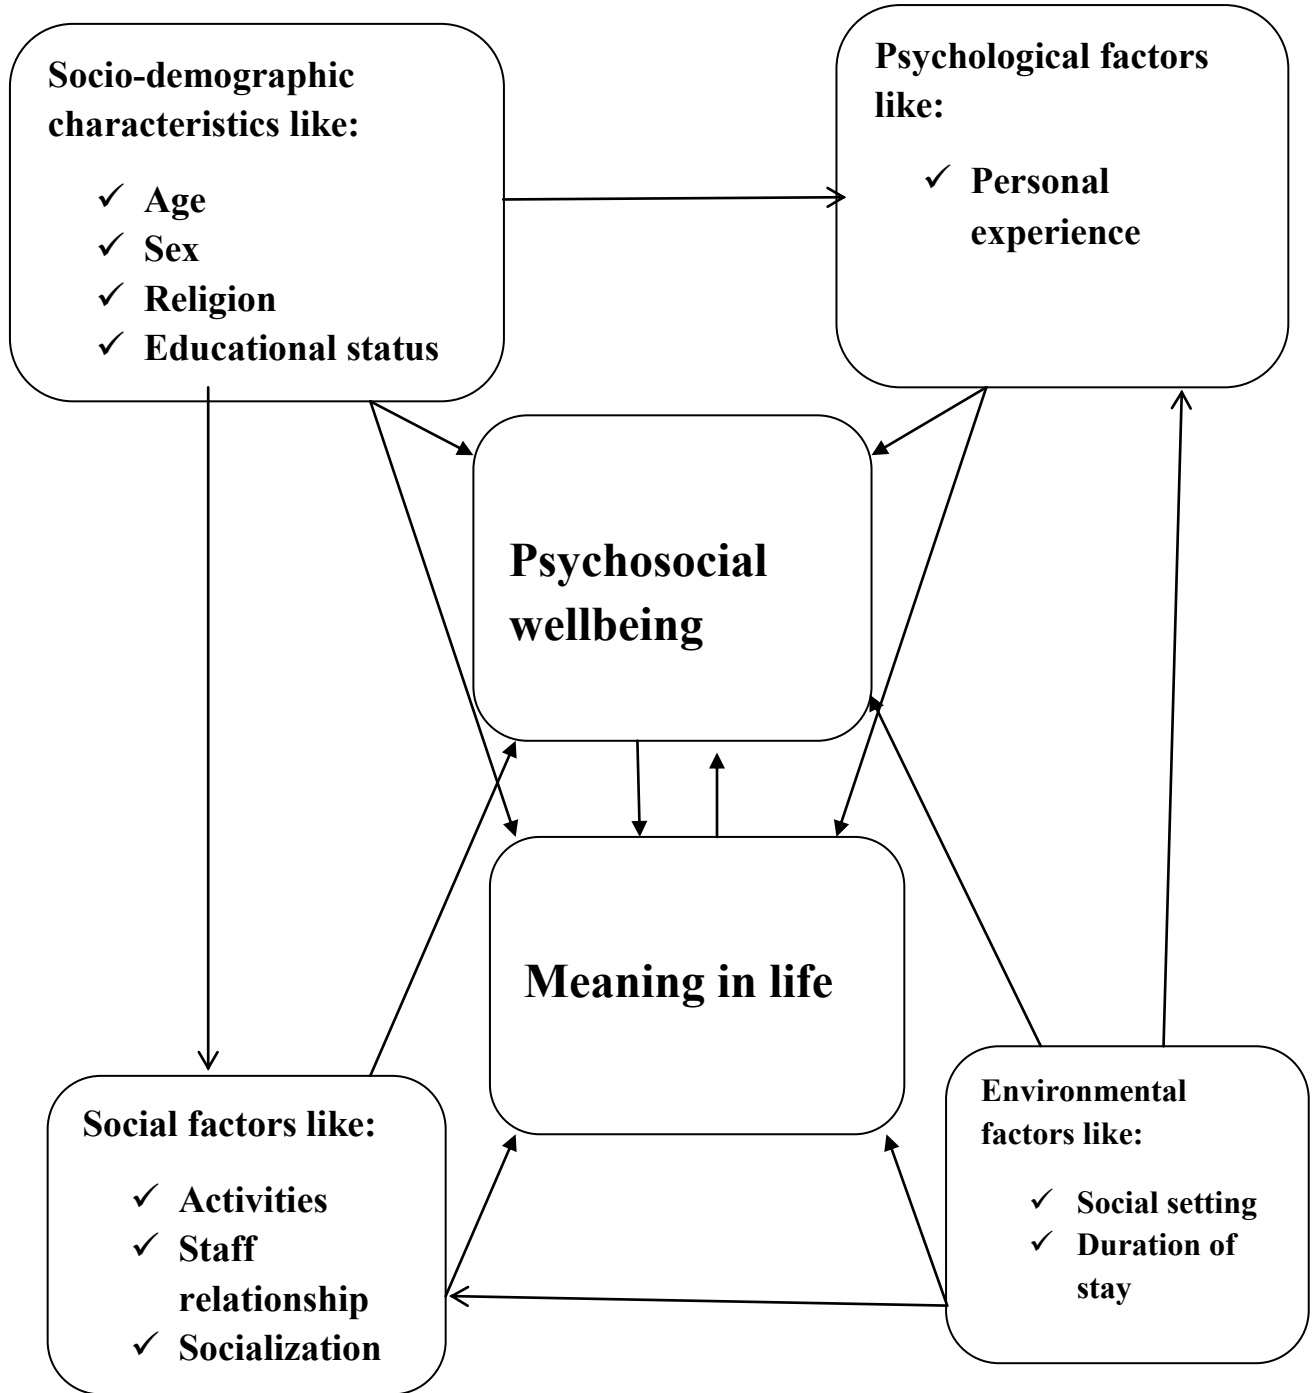 Socio-demographic
characteristics like:
✓ Age
✓ Sex
✓ Religion
✓ Educational status
Psychological factors
like:
✓ Personal
experience
Psychosocial
wellbeing
Meaning in life
Social factors like:
✓ Activities
✓ Staff
relationship
✓ Socialization
Environmental
factors like:
✓ Social setting
✓ Duration of
stay